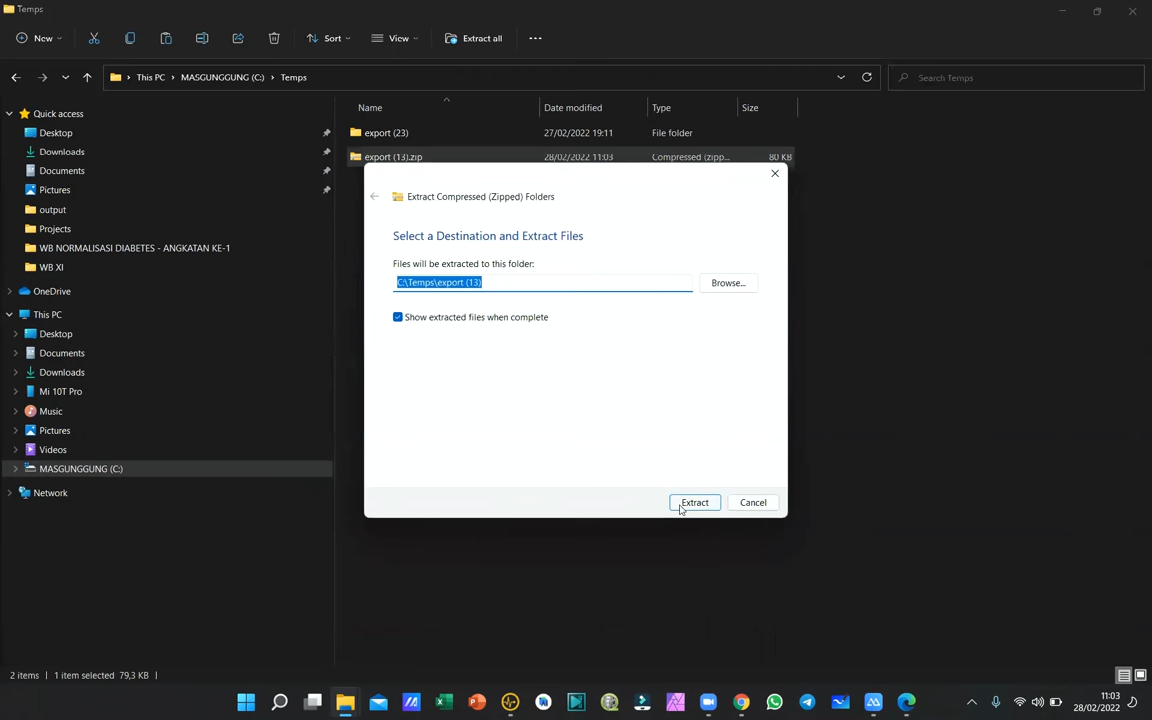 Temps
New
Sort
View
Extract all
This PC
MASGUNGGUNG (C:)
Temps
Search Temps
Quick access
Desktop
Downloads
Documents
Pictures
output
Projects
WB NORMALISASI DIABETES - ANGKATAN KE-1
WB XI
OneDrive
This PC
Desktop
Documents
Downloads
Mi 10T Pro
Music
Pictures
Videos
MASGUNGGUNG (C:)
Network
Name Date modified Type Size
export (23) 27/02/2022 19:11 File folder
export (13).zip 28/02/2022 11:03 Compressed (zipp... 80 KB
Extract Compressed (Zipped) Folders
Select a Destination and Extract Files
Files will be extracted to this folder:
C:\Temps\export (13)
Browse...
Show extracted files when complete
Extract Cancel
2 items 1 item selected 79,3 KB
11:03
28/02/2022